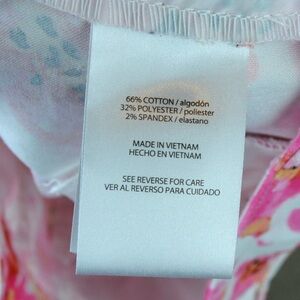 66% COTTON / algodón
32% POLYESTER / poliester
2% SPANDEX / elastano
MADE IN VIETNAM
HECHO EN VIETNAM
SEE REVERSE FOR CARE
VER AL REVERSO PARA CUIDADO